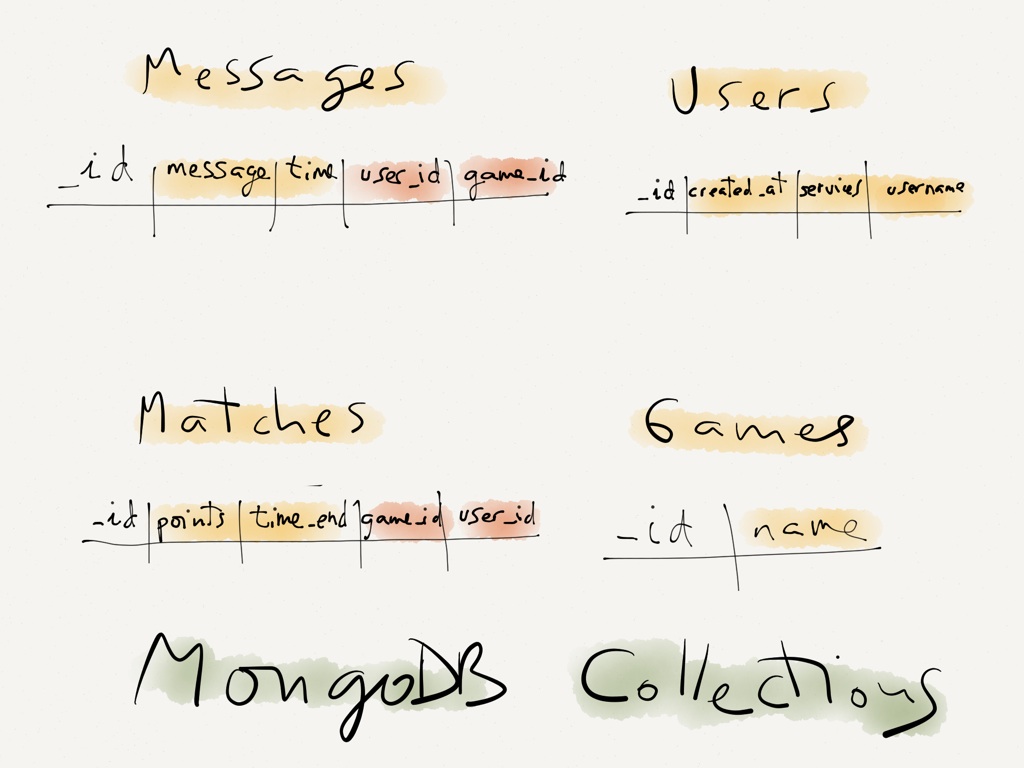 Messages
_id message time user_id game_id
Users
_id created_at services username
Matches
_id points time_end game_id user_id
Games
_id name
MongoDB Collections